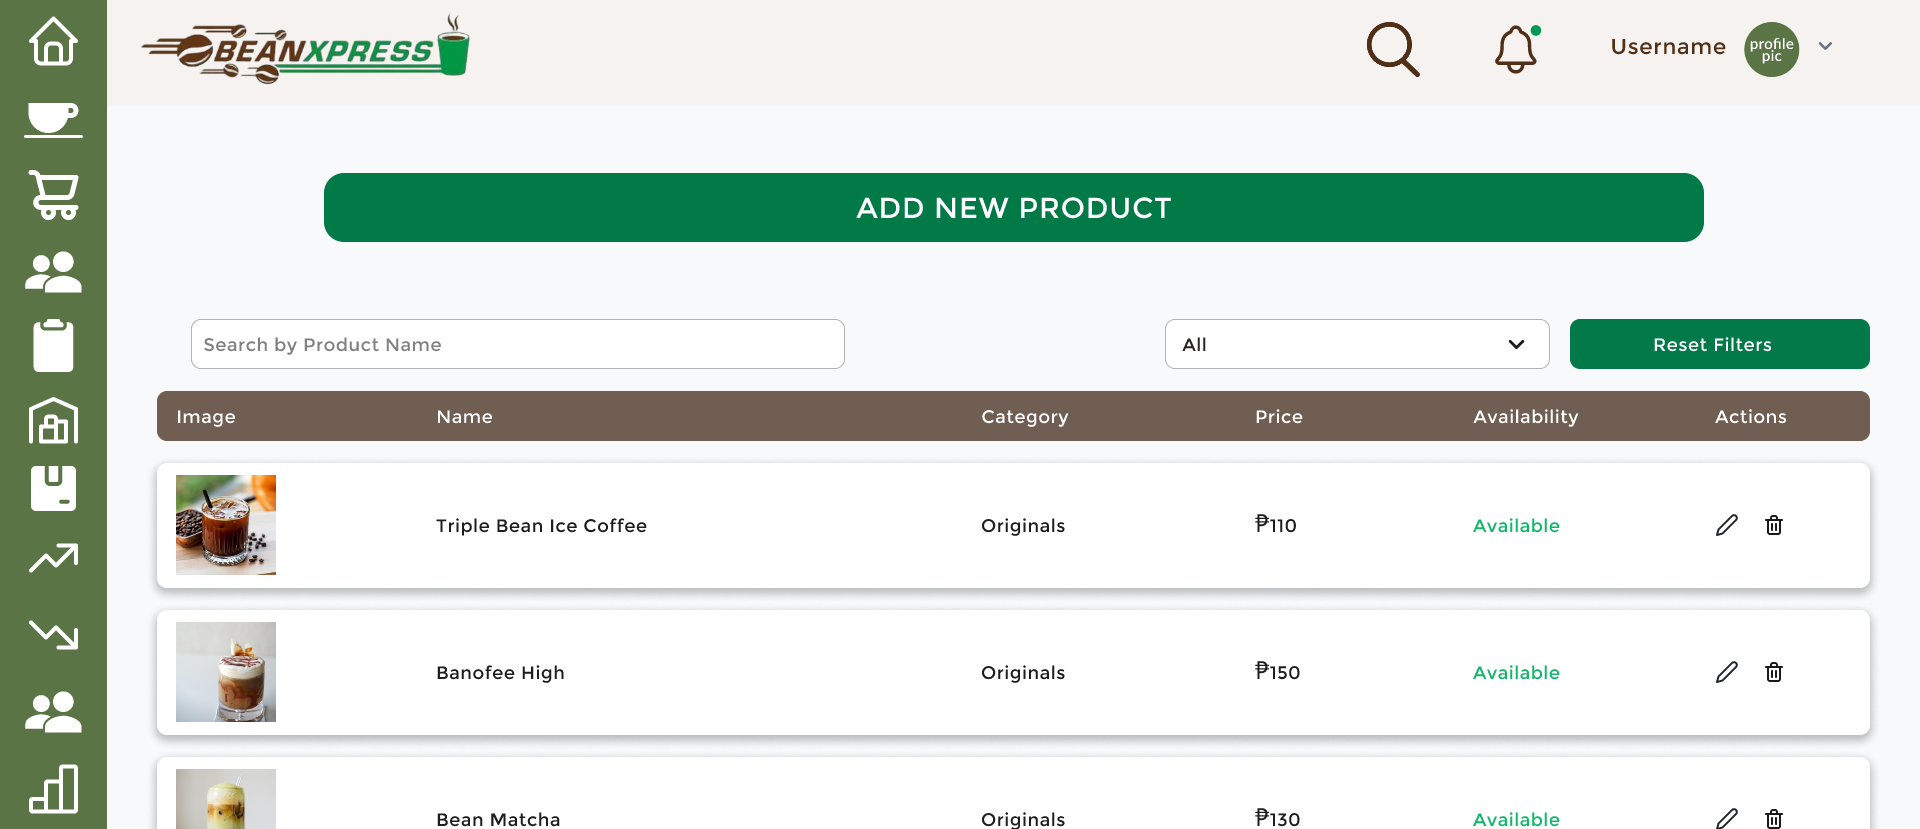 BEANXPRESS
Username
profile
pic
ADD NEW PRODUCT
Search by Product Name
All
Reset Filters
Image Name Category Price Availability Actions
Triple Bean Ice Coffee Originals ₱110 Available
Banofee High Originals ₱150 Available
Bean Matcha Originals ₱130 Available